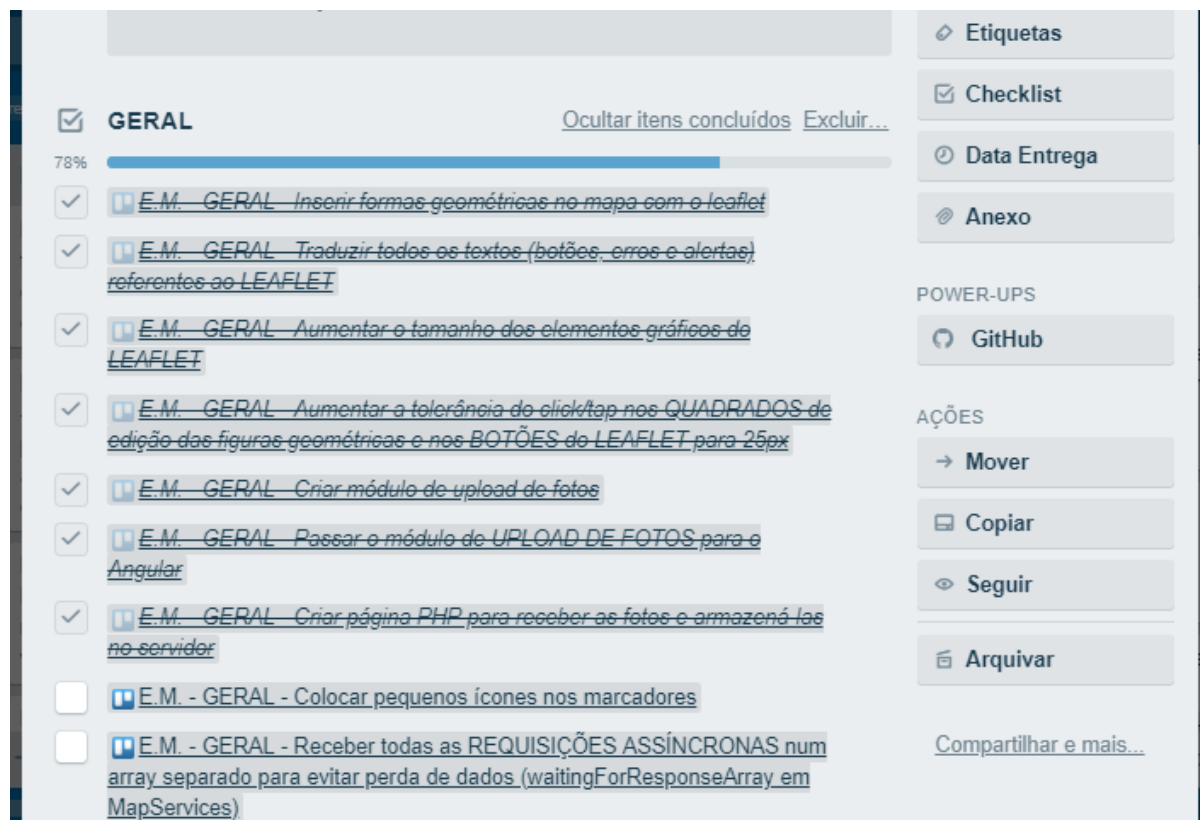 Etiquetas
GERAL
Ocultar itens concluídos Excluir...
Checklist
78%
Data Entrega
E.M. - GERAL - Inserir formas geométricas no mapa com o leaflet
Anexo
E.M. - GERAL - Traduzir todos os textos (botões, erros e alertas)
referentes ao LEAFLET
POWER-UPS
E.M. - GERAL - Aumentar o tamanho dos elementos gráficos do
LEAFLET
GitHub
E.M. - GERAL - Aumentar a tolerância do click/tap nos QUADRADOS de
edição das figuras geométricas e nos BOTÕES do LEAFLET para 25px
AÇÕES
Mover
E.M. - GERAL - Criar módulo de upload de fotos
Copiar
E.M. - GERAL - Passar o módulo de UPLOAD DE FOTOS para o
Angular
Seguir
E.M. - GERAL - Criar página PHP para receber as fotos e armazená-las
no servidor
Arquivar
E.M. - GERAL - Colocar pequenos ícones nos marcadores
E.M. - GERAL - Receber todas as REQUISIÇÕES ASSÍNCRONAS num
array separado para evitar perda de dados (waitingForResponseArray em
MapServices)
Compartilhar e mais...